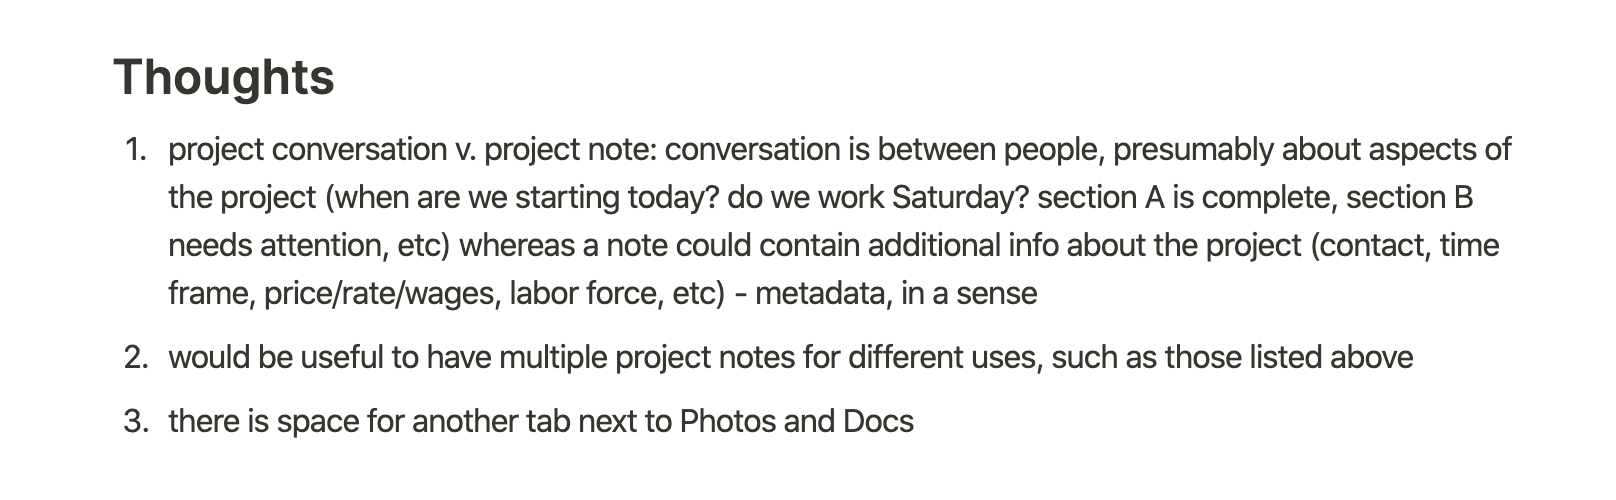 Thoughts
1. project conversation v. project note: conversation is between people, presumably about aspects of
the project (when are we starting today? do we work Saturday? section A is complete, section B
needs attention, etc) whereas a note could contain additional info about the project (contact, time
frame, price/rate/wages, labor force, etc) - metadata, in a sense
2. would be useful to have multiple project notes for different uses, such as those listed above
3. there is space for another tab next to Photos and Docs